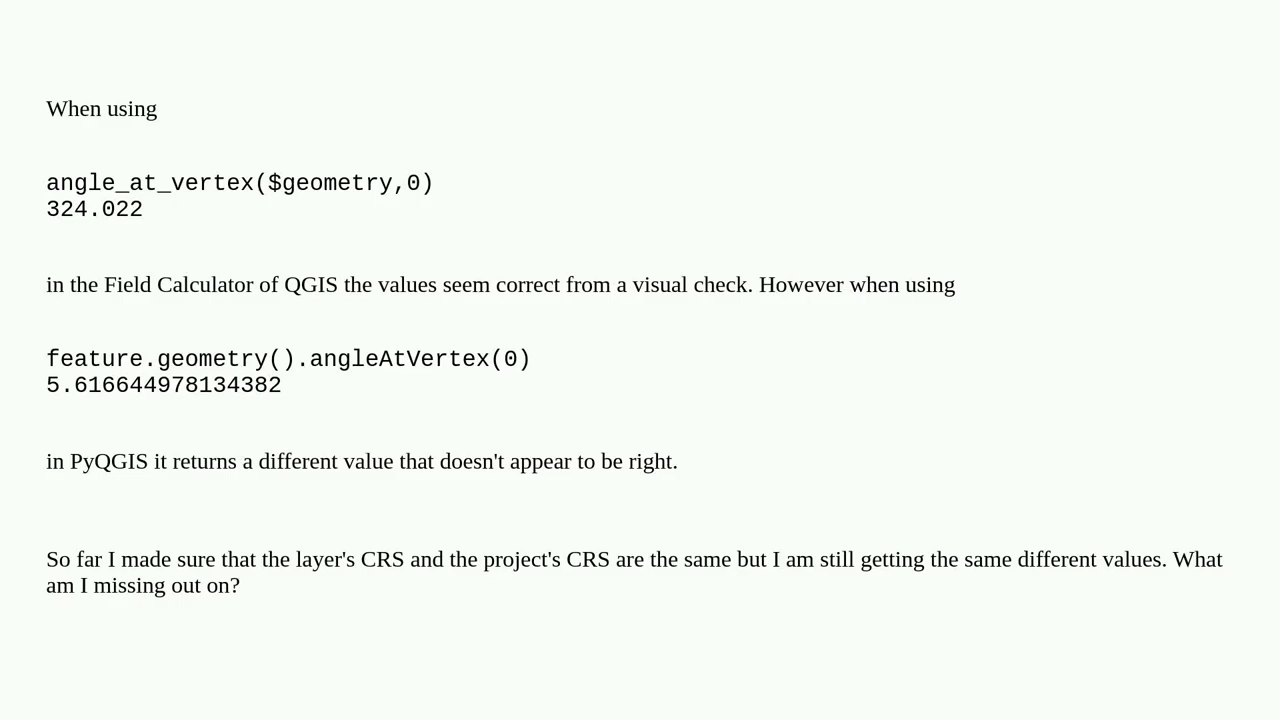 When using
angle_at_vertex($geometry,0)
324.022
in the Field Calculator of QGIS the values seem correct from a visual check. However when using
feature.geometry().angleAtVertex(0)
5.616644978134382
in PyQGIS it returns a different value that doesn't appear to be right.
So far I made sure that the layer's CRS and the project's CRS are the same but I am still getting the same different values. What
am I missing out on?